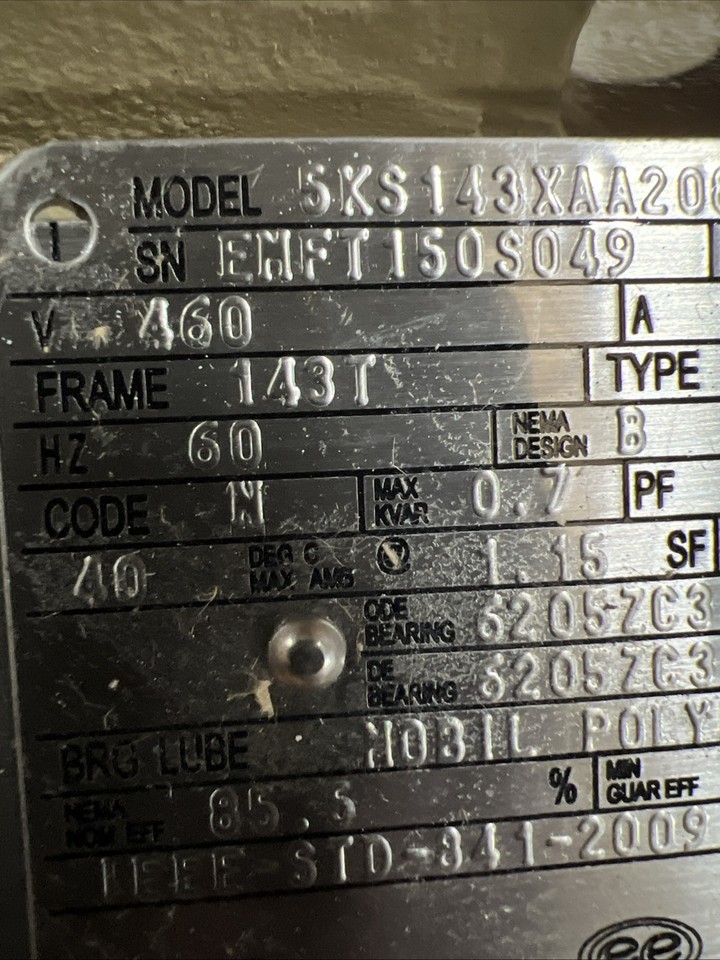 MODEL 5KS143XAA20
SN EMFT150S049
V 460 A
FRAME 143T TYPE
HZ 60 NEMA DESIGN B
CODE N MAX KVAR 0.7 PF
40 DEG C MAX AMB 1.15 SF
ODE BEARING 6205ZC3
DE BEARING 6205ZC3
BRG LUBE MOBIL POLY
NEMA NOM EFF 85.5 % MIN GUAR EFF
IEEE-STD-841-2009
ee